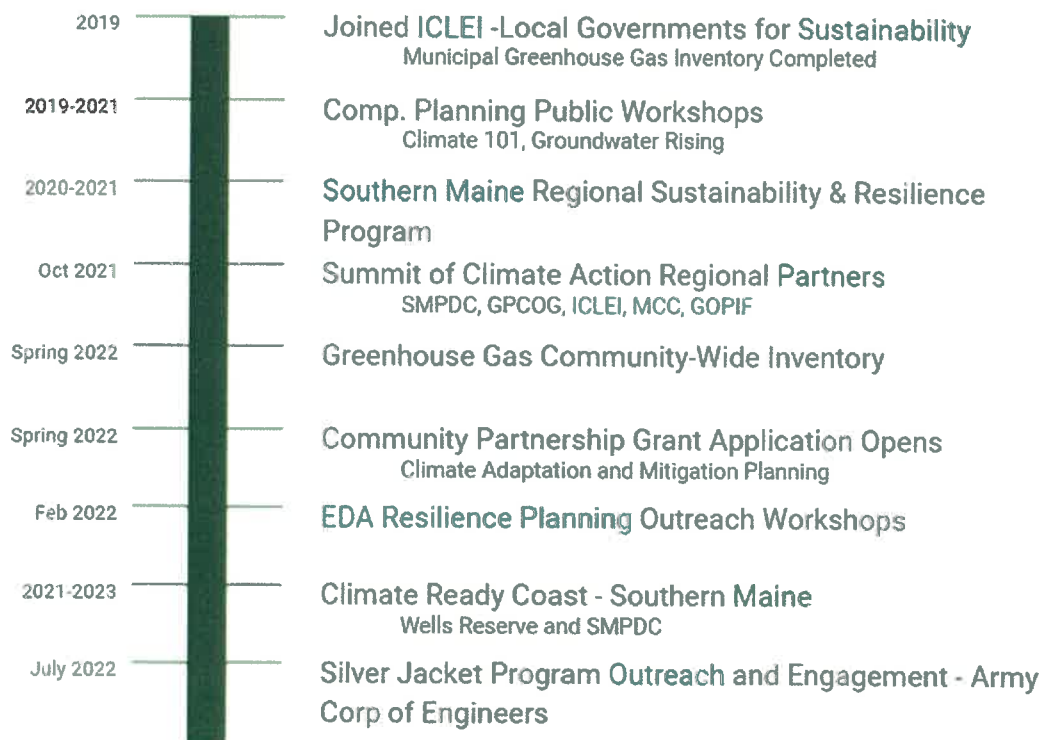 2019
Joined ICLEI -Local Governments for Sustainability
Municipal Greenhouse Gas Inventory Completed
2019-2021
Comp. Planning Public Workshops
Climate 101, Groundwater Rising
2020-2021
Southern Maine Regional Sustainability & Resilience
Program
Oct 2021
Summit of Climate Action Regional Partners
SMPDC, GPCOG, ICLEI, MCC, GOPIF
Spring 2022
Greenhouse Gas Community-Wide Inventory
Spring 2022
Community Partnership Grant Application Opens
Climate Adaptation and Mitigation Planning
Feb 2022
EDA Resilience Planning Outreach Workshops
2021-2023
Climate Ready Coast - Southern Maine
Wells Reserve and SMPDC
July 2022
Silver Jacket Program Outreach and Engagement - Army
Corp of Engineers